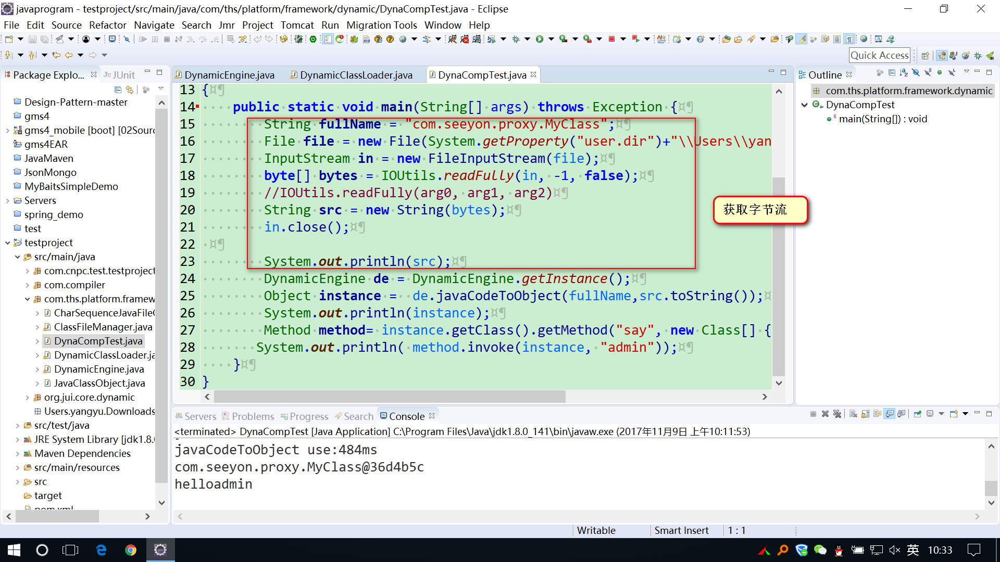 javaprogram - testproject/src/main/java/com/ths/platform/framework/dynamic/DynaCompTest.java - Eclipse
File Edit Source Refactor Navigate Search Jmr Project Tomcat Run Migration Tools Window Help
Quick Access
Package Explo...
JUnit
Design-Pattern-master
gms4
gms4_mobile [boot] [02Sourc
gms4EAR
JavaMaven
JsonMongo
MyBaitsSimpleDemo
Servers
spring_demo
test
testproject
src/main/java
com.cnpc.test.testproject
com.compiler
com.ths.platform.framew
CharSequenceJavaFileO
ClassFileManager.java
DynaCompTest.java
DynamicClassLoader.ja
DynamicEngine.java
JavaClassObject.java
org.jui.core.dynamic
Users.yangyu.Downloads
src/test/java
JRE System Library [jdk1.8.0
Maven Dependencies
src/main/resources
src
target
pom.xml
DynamicEngine.java DynamicClassLoader.java DynaCompTest.java
13 {¤¶
14 ····public·static·void·main(String[]·args)·throws·Exception·{¤¶
15 ········String·fullName·=·"com.seeyon.proxy.MyClass";¤¶
16 ········File·file·=·new·File(System.getProperty("user.dir")+"\\Users\\yan
17 ········InputStream·in·=·new·FileInputStream(file);¤¶
18 ········byte[]·bytes·=·IOUtils.readFully(in,·-1,·false);¤¶
19 ········//IOUtils.readFully(arg0,·arg1,·arg2)¤¶
20 ········String·src·=·new·String(bytes);¤¶
21 ········in.close();¤¶
22 ·¤¶
23 ········System.out.println(src);¤¶
24 ········DynamicEngine·de·=·DynamicEngine.getInstance();¤¶
25 ········Object·instance·=··de.javaCodeToObject(fullName,src.toString());¤
26 ········System.out.println(instance);¤¶
27 ········Method·method=·instance.getClass().getMethod("say",·new·Class[]·{
28 ·······System.out.println(·method.invoke(instance,·"admin"));¤¶
29 ····}¤¶
30 }
获取字节流
Outline
com.ths.platform.framework.dynamic
DynaCompTest
main(String[]) : void
Servers Problems Progress Search Console
<terminated> DynaCompTest [Java Application] C:\Program Files\Java\jdk1.8.0_141\bin\javaw.exe (2017年11月9日 上午10:11:53)
javaCodeToObject use:484ms
com.seeyon.proxy.MyClass@36d4b5c
helloadmin
Writable Smart Insert 1 : 1
英 10:33